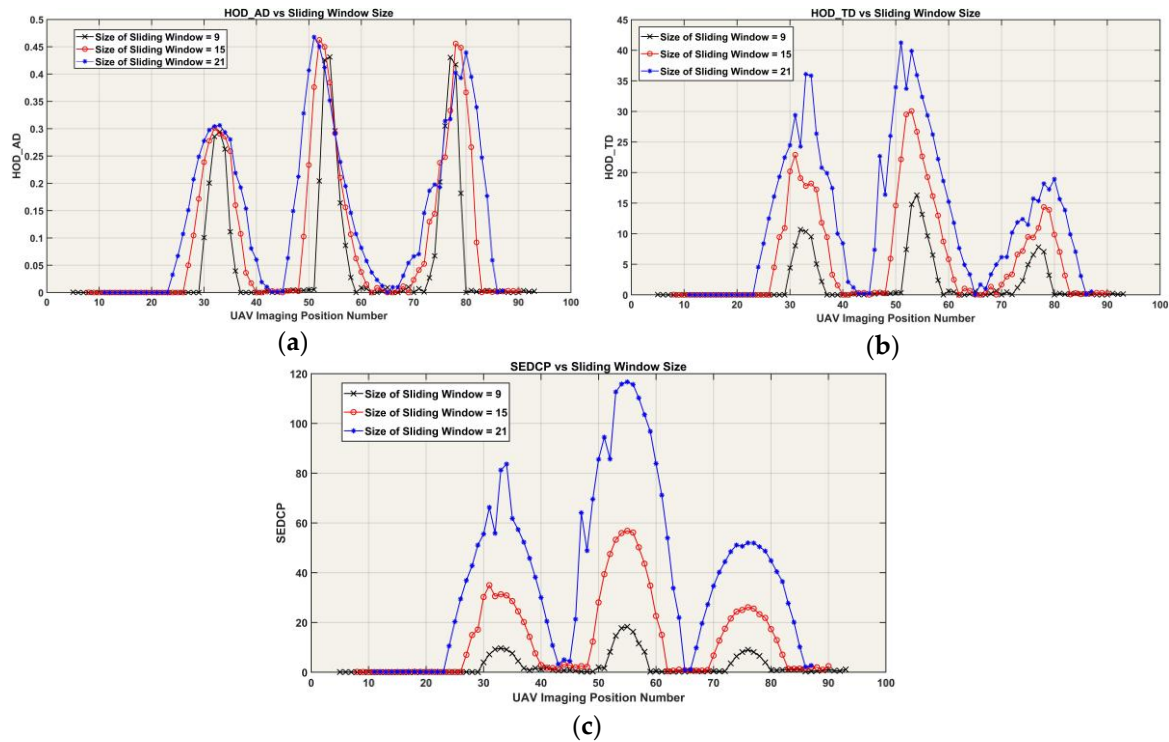 HOD_AD vs Sliding Window Size
Size of Sliding Window = 9
Size of Sliding Window = 15
Size of Sliding Window = 21
HOD_AD
0.5
0.45
0.4
0.35
0.3
0.25
0.2
0.15
0.1
0.05
0
0 10 20 30 40 50 60 70 80 90 100
UAV Imaging Position Number
(a)
HOD_TD vs Sliding Window Size
Size of Sliding Window = 9
Size of Sliding Window = 15
Size of Sliding Window = 21
HOD_TD
45
40
35
30
25
20
15
10
5
0
0 10 20 30 40 50 60 70 80 90 100
UAV Imaging Position Number
(b)
SEDCP vs Sliding Window Size
Size of Sliding Window = 9
Size of Sliding Window = 15
Size of Sliding Window = 21
SEDCP
120
100
80
60
40
20
0
0 10 20 30 40 50 60 70 80 90 100
UAV Imaging Position Number
(c)